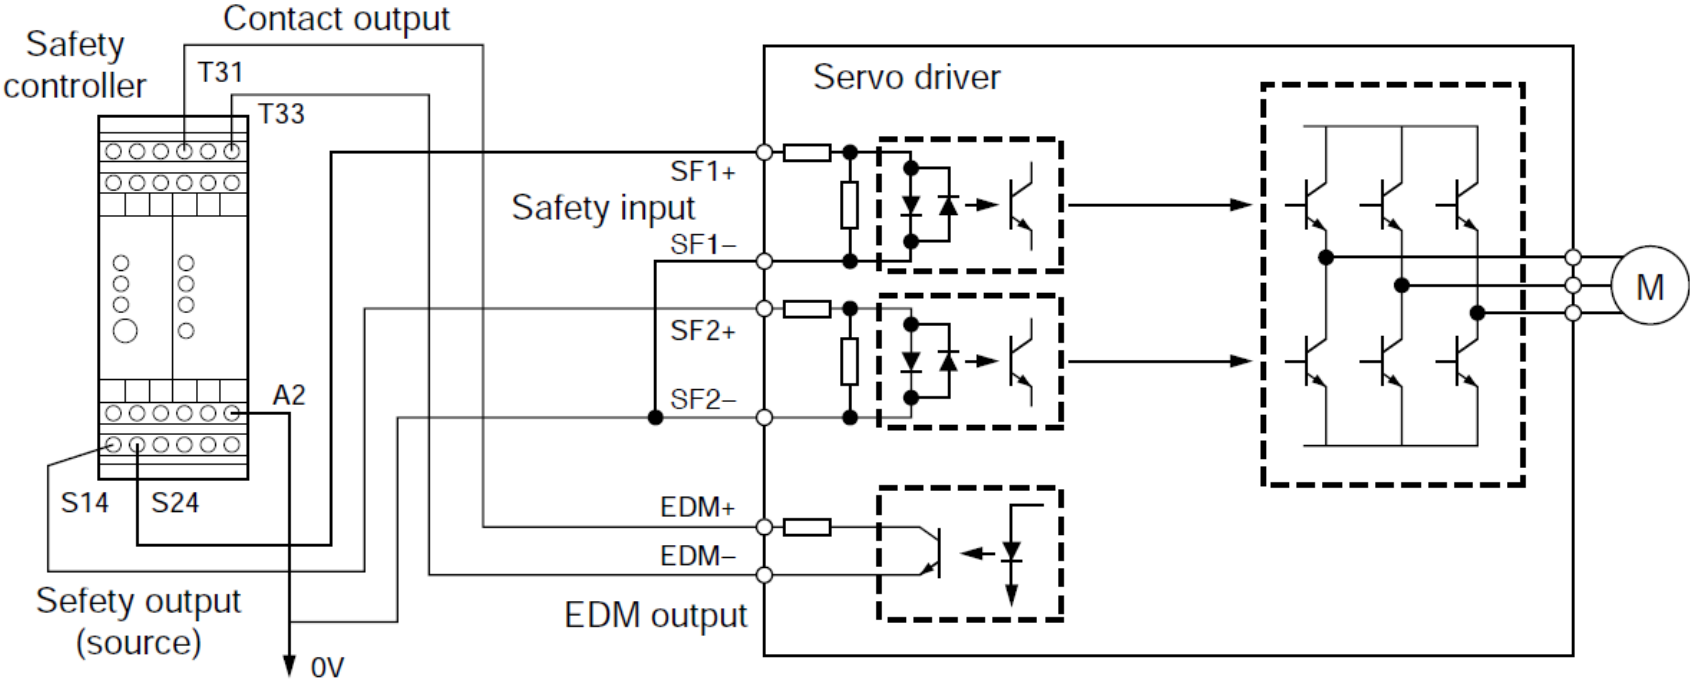 Contact output
Safety
controller
T31
T33
Servo driver
SF1+
Safety input
SF1−
SF2+
SF2−
M
A2
S14
S24
EDM+
EDM−
Sefety output
(source)
EDM output
0V